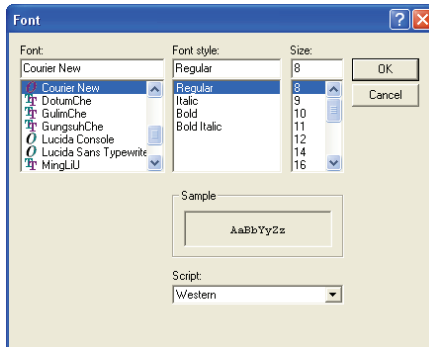 Font
Font:
Font style:
Size:
Courier New
Regular
8
OK
Cancel
Courier New
DotumChe
GulimChe
GungsuhChe
Lucida Console
Lucida Sans Typewrite
MingLiU
Regular
Italic
Bold
Bold Italic
8
9
10
11
12
14
16
Sample
AaBbYyZz
Script:
Western